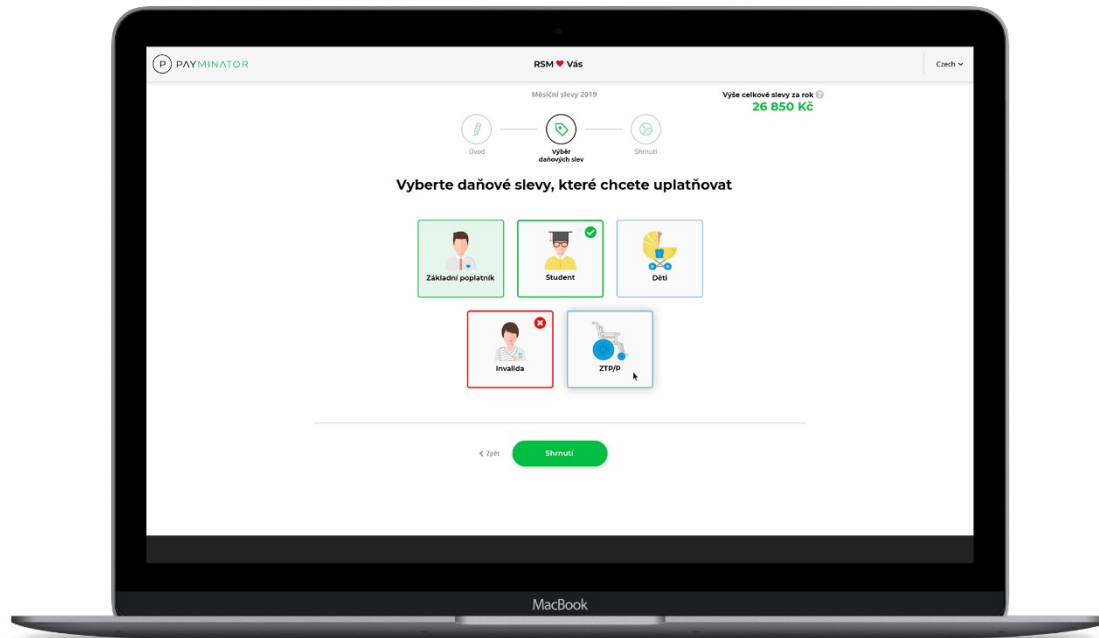 P PAYMINATOR
RSM ❤ Vás
Czech
Měsíční slevy 2019
Výše celkové slevy za rok ?
26 850 Kč
Úvod
Výběr
daňových slev
Shrnutí
Vyberte daňové slevy, které chcete uplatňovat
Základní poplatník
Student
Děti
Invalida
ZTP/P
Zpět
Shrnutí
MacBook